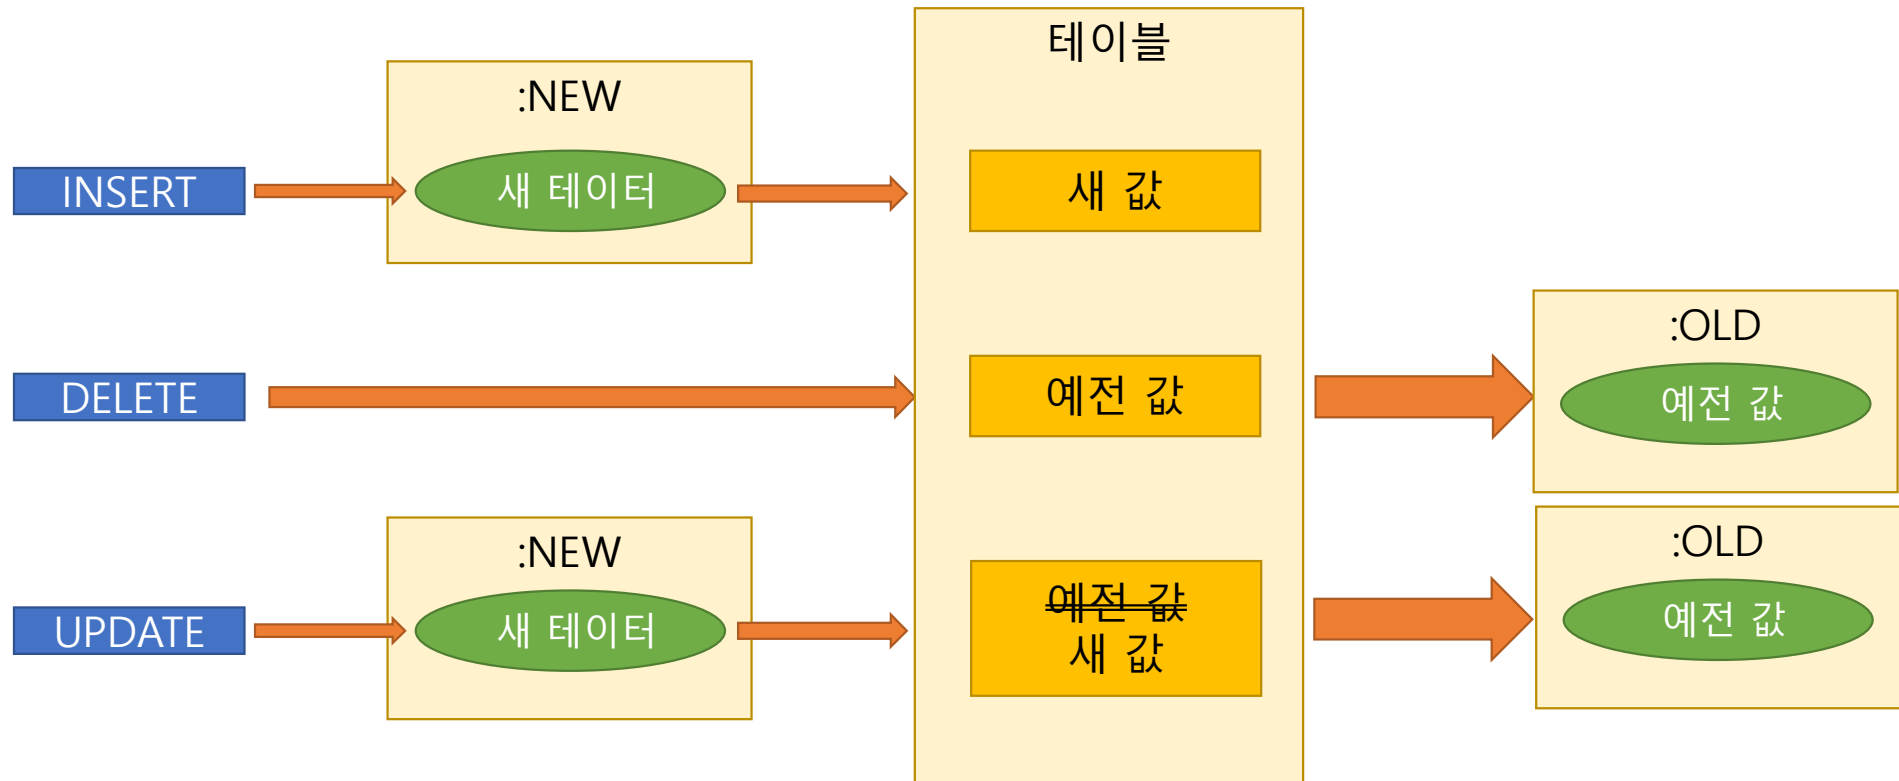 테이블
:NEW
INSERT
새 테이터
새 값
:OLD
DELETE
예전 값
예전 값
:NEW
:OLD
UPDATE
새 테이터
예전 값
새 값
예전 값